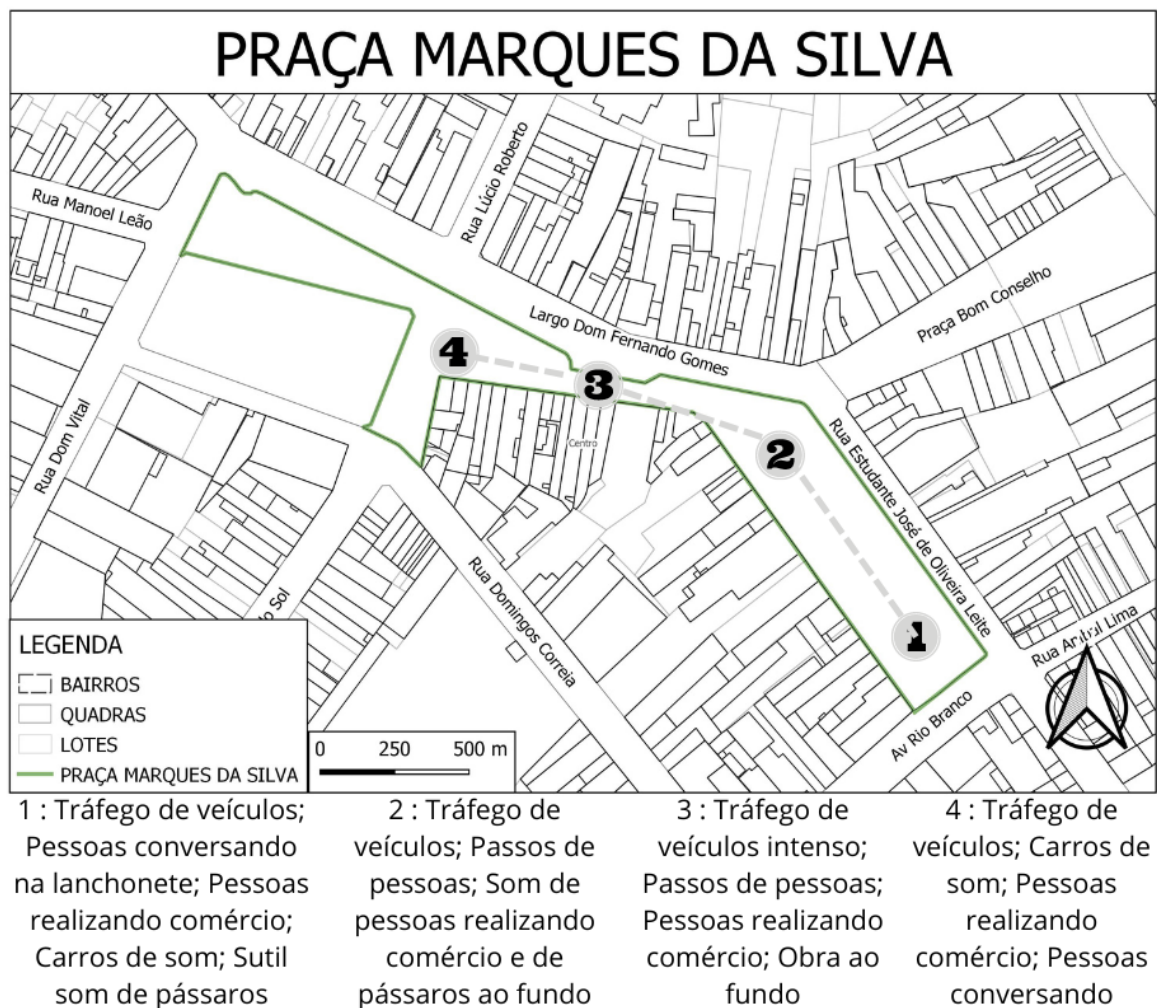 PRAÇA MARQUES DA SILVA
Rua Manoel Leão
Rua Lúcio Roberto
Largo Dom Fernando Gomes
Praça Bom Conselho
4
3
2
1
Centro
Rua Dom Vital
Rua Estudante José de Oliveira Leite
Rua Domingos Correia
do Sol
Rua Anibal Lima
Av Rio Branco
LEGENDA
BAIRROS
QUADRAS
LOTES
PRAÇA MARQUES DA SILVA
0 250 500 m
1 : Tráfego de veículos;
Pessoas conversando
na lanchonete; Pessoas
realizando comércio;
Carros de som; Sutil
som de pássaros
2 : Tráfego de
veículos; Passos de
pessoas; Som de
pessoas realizando
comércio e de
pássaros ao fundo
3 : Tráfego de
veículos intenso;
Passos de pessoas;
Pessoas realizando
comércio; Obra ao
fundo
4 : Tráfego de
veículos; Carros de
som; Pessoas
realizando
comércio; Pessoas
conversando